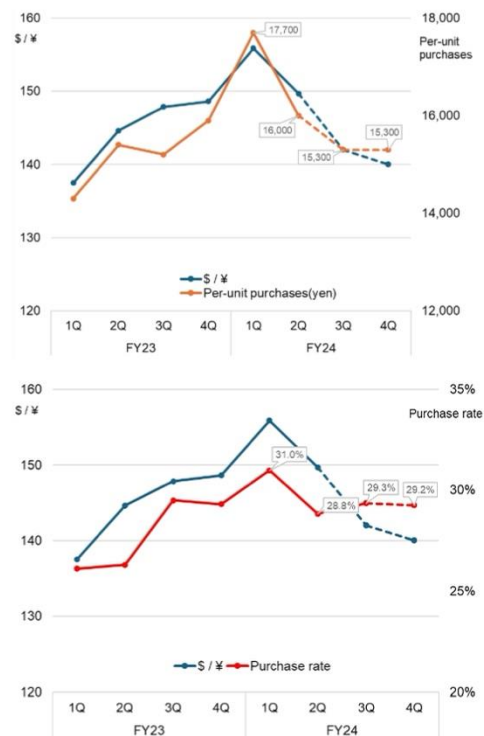 160
18,000
$ / ¥
Per-unit
purchases
17,700
150
16,000
16,000
15,300
15,300
140
14,000
130
$ / ¥
Per-unit purchases(yen)
120
12,000
1Q 2Q 3Q 4Q 1Q 2Q 3Q 4Q
FY23 FY24
160
35%
$ / ¥
Purchase rate
31.0%
150
30%
29.3%
29.2%
28.8%
140
25%
130
$ / ¥ Purchase rate
120
20%
1Q 2Q 3Q 4Q 1Q 2Q 3Q 4Q
FY23 FY24